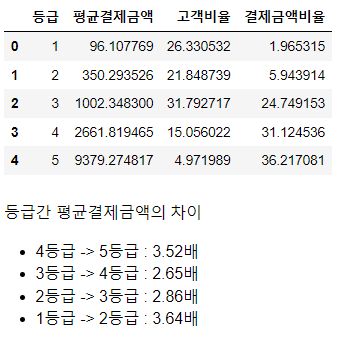 등급 평균결제금액 고객비율 결제금액비율
0 1 96.107769 26.330532 1.965315
1 2 350.293526 21.848739 5.943914
2 3 1002.348300 31.792717 24.749153
3 4 2661.819465 15.056022 31.124536
4 5 9379.274817 4.971989 36.217081
등급간 평균결제금액의 차이
• 4등급 -> 5등급 : 3.52배
• 3등급 -> 4등급 : 2.65배
• 2등급 -> 3등급 : 2.86배
• 1등급 -> 2등급 : 3.64배